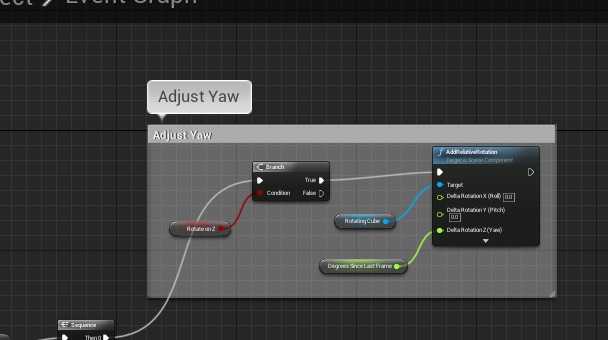 Event Graph
Adjust Yaw
Adjust Yaw
Branch
True
Condition
False
Rotate on Z
Rotating Cube
Degrees Since Last Frame
AddRelativeRotation
Target is Scene Component
Target
Delta Rotation X (Roll) 0.0
Delta Rotation Y (Pitch)
0.0
Delta Rotation Z (Yaw)
Sequence
Then 0